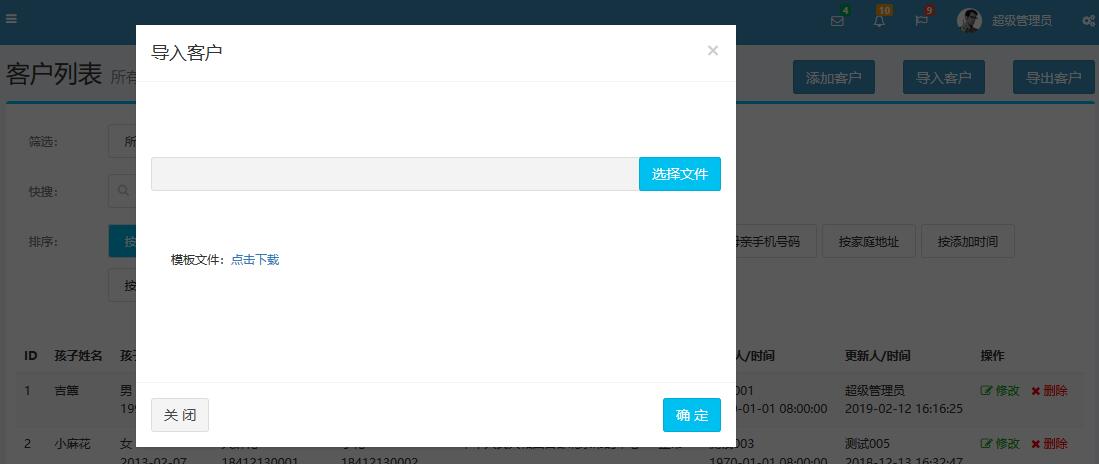 4 10 9 超级管理员
导入客户 ×
客户列表 所有
添加客户 导入客户 导出客户
筛选: 所
快搜:
选择文件
排序: 按 母亲手机号码 按家庭地址 按添加时间
模板文件: 点击下载
按
ID 孩子姓名 孩子 人/时间 更新人/时间 操作
1 男 001 超级管理员 修改 删除
199 -01-01 08:00:00 2019-02-12 16:16:25
关 闭 确 定
2 小麻花 女 003 测试005 修改 删除
2013-02-07 18412130001 18412130002 1970-01-01 08:00:00 2018-12-13 16:32:47